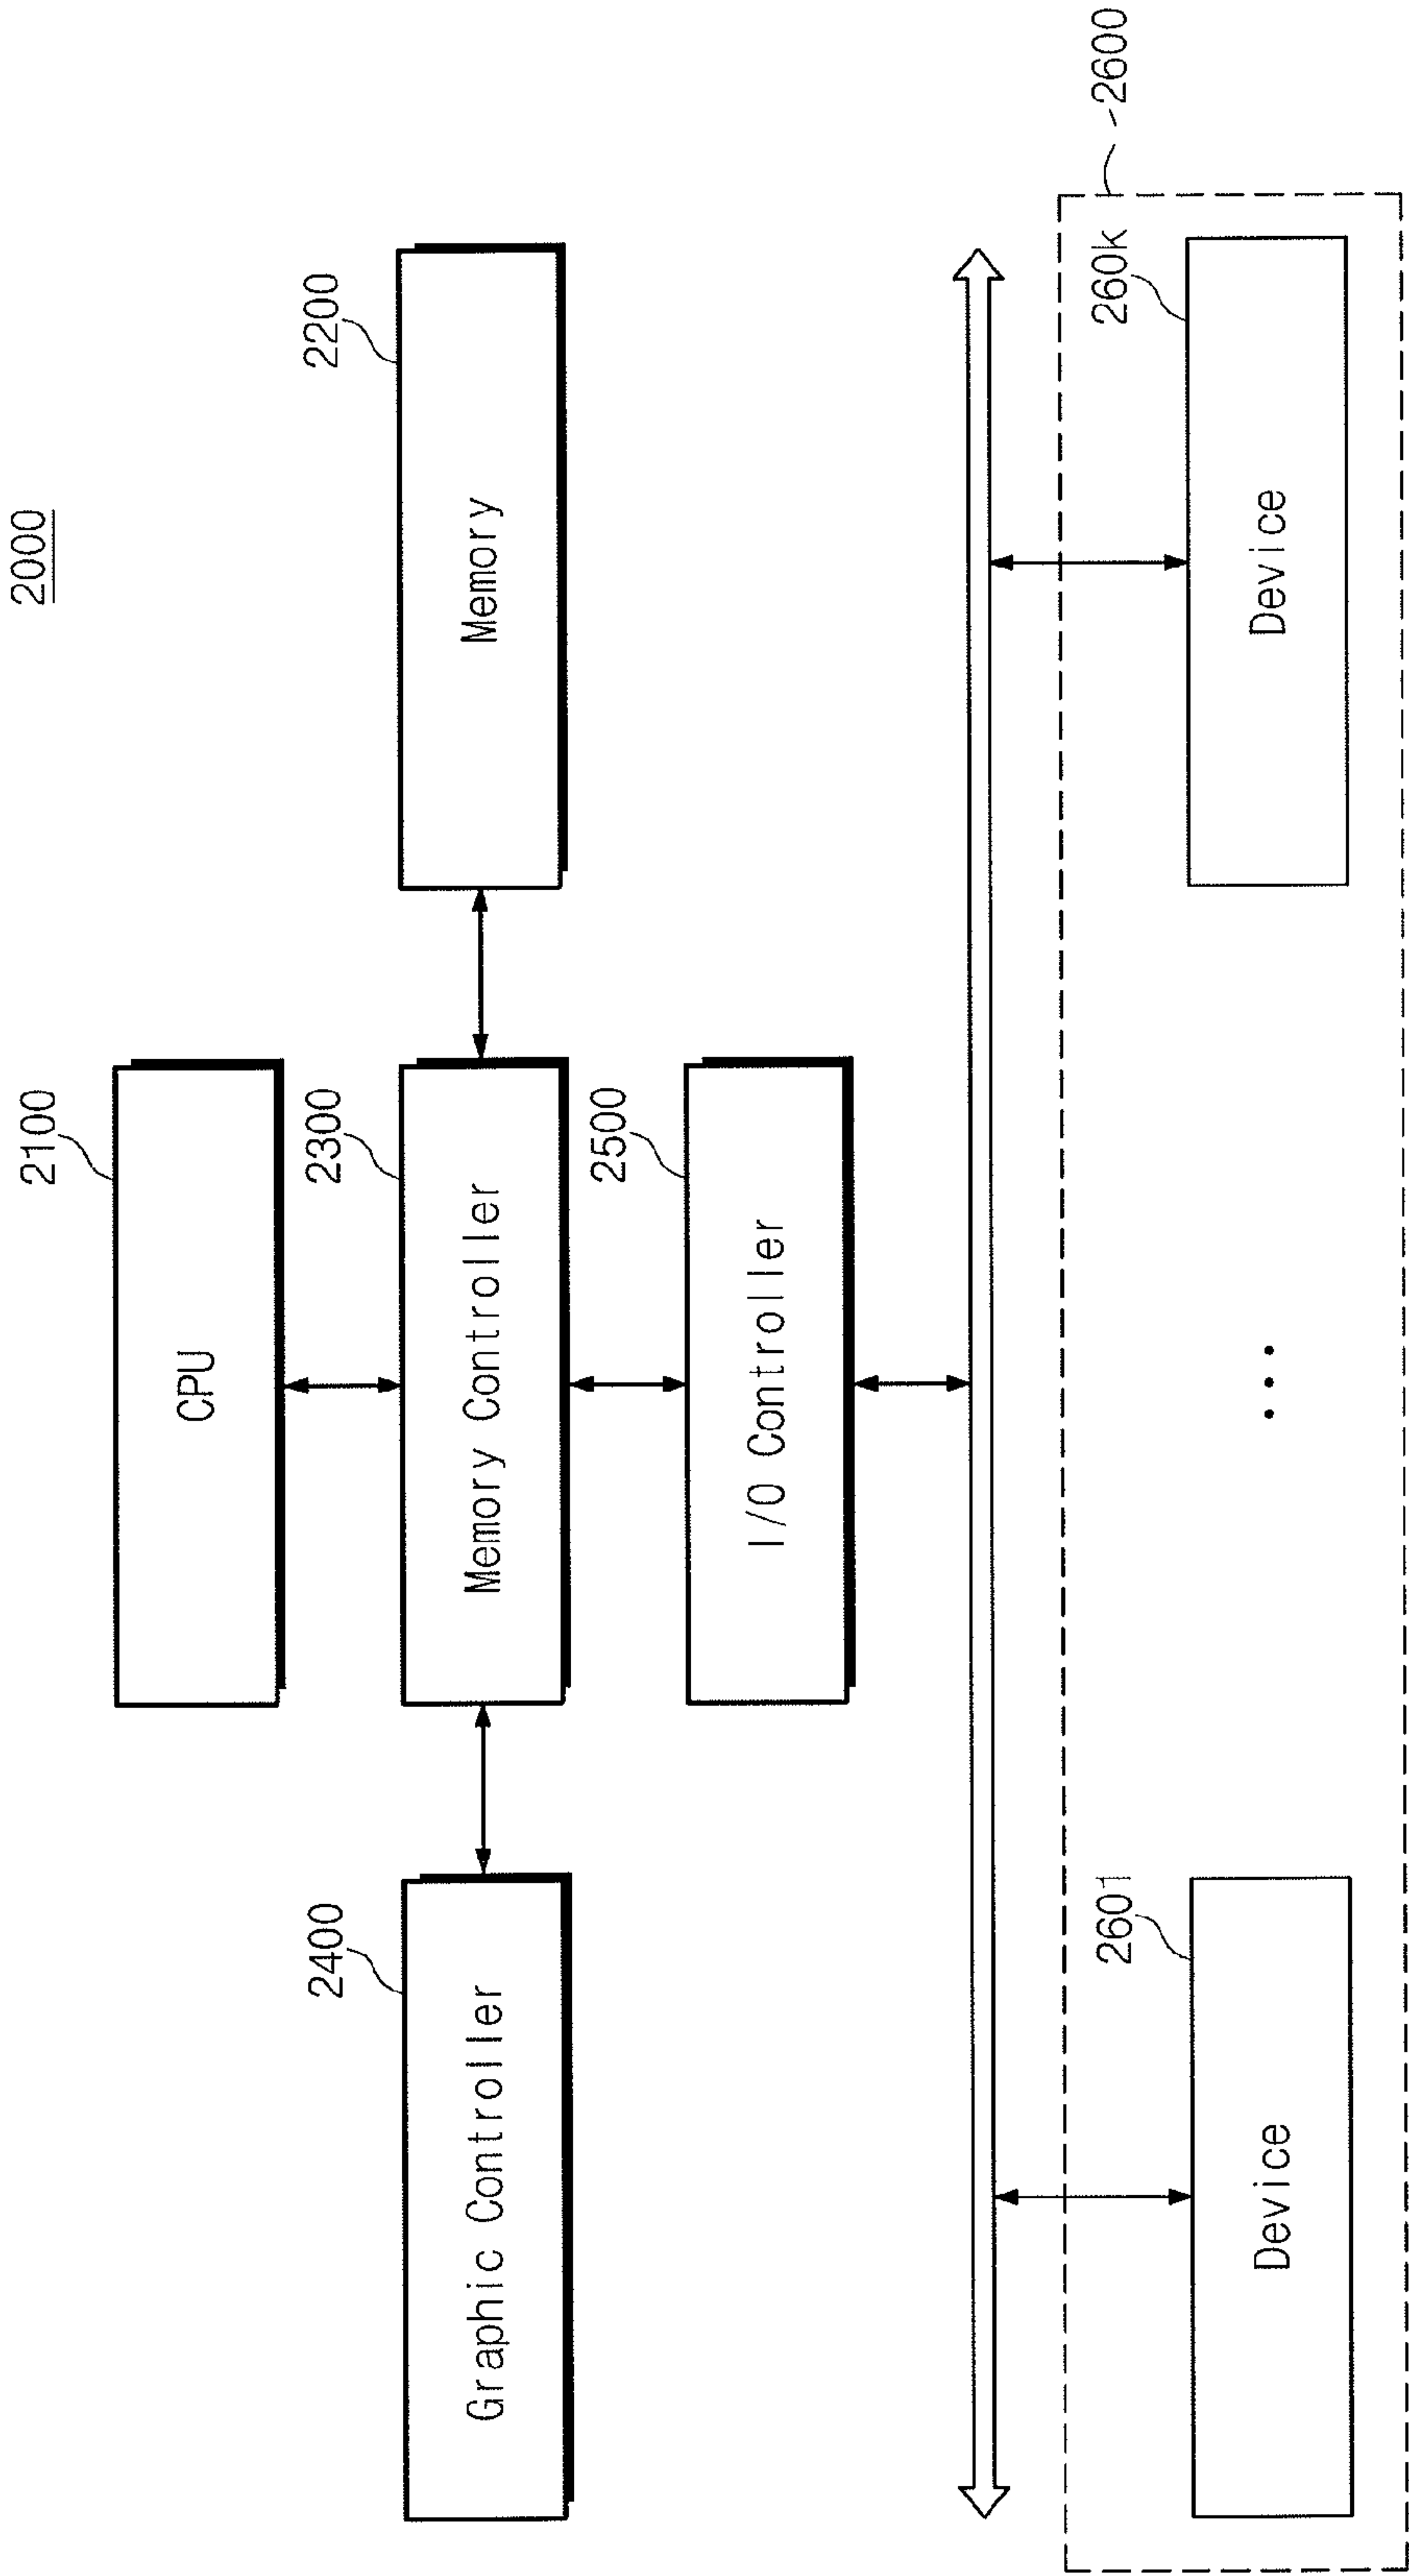 2000
2100
CPU
2400
2300
2200
Graphic Controller
Memory Controller
Memory
2500
I/O Controller
2600
2601
260k
Device
...
Device